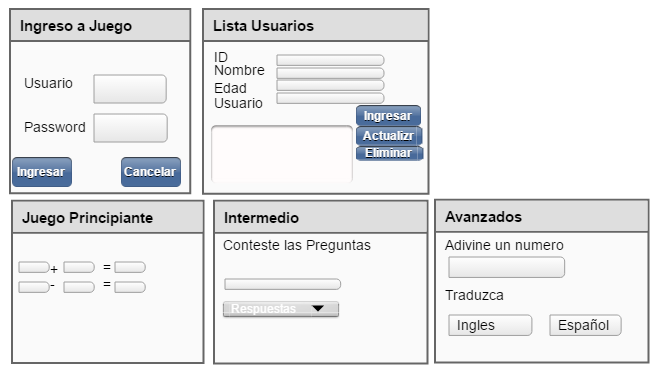 Ingreso a Juego
Usuario
Password
Ingresar
Cancelar
Lista Usuarios
ID
Nombre
Edad
Usuario
Ingresar
Actualizr
Eliminar
Juego Principiante
+ =
- =
Intermedio
Conteste las Preguntas
Respuestas
Avanzados
Adivine un numero
Traduzca
Ingles
Español